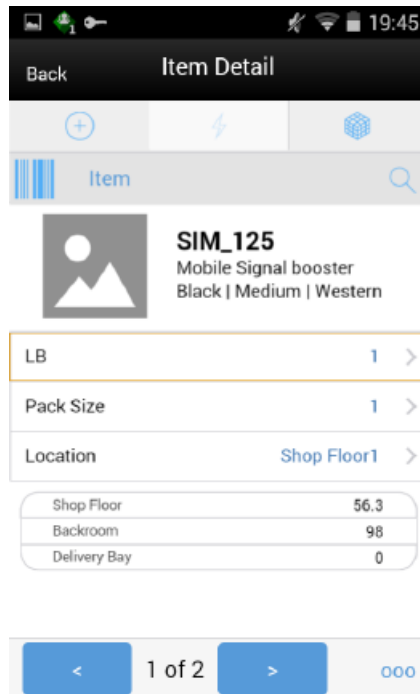 1
19:45
Back
Item Detail
Item
SIM_125
Mobile Signal booster
Black | Medium | Western
LB 1 >
Pack Size 1 >
Location Shop Floor1 >
Shop Floor 56.3
Backroom 98
Delivery Bay 0
< 1 of 2 > ooo